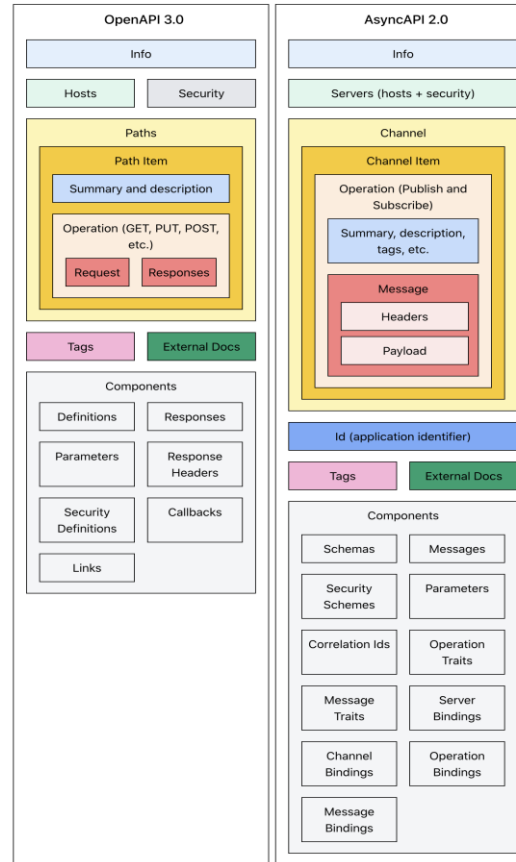 OpenAPI 3.0
Info
Hosts
Security
Paths
Path Item
Summary and description
Operation (GET, PUT, POST,
etc.)
Request
Responses
Tags
External Docs
Components
Definitions
Responses
Parameters
Response
Headers
Security
Definitions
Callbacks
Links
AsyncAPI 2.0
Info
Servers (hosts + security)
Channel
Channel Item
Operation (Publish and
Subscribe)
Summary, description,
tags, etc.
Message
Headers
Payload
Id (application identifier)
Tags
External Docs
Components
Schemas
Messages
Security
Schemes
Parameters
Correlation Ids
Operation
Traits
Message
Traits
Server
Bindings
Channel
Bindings
Operation
Bindings
Message
Bindings